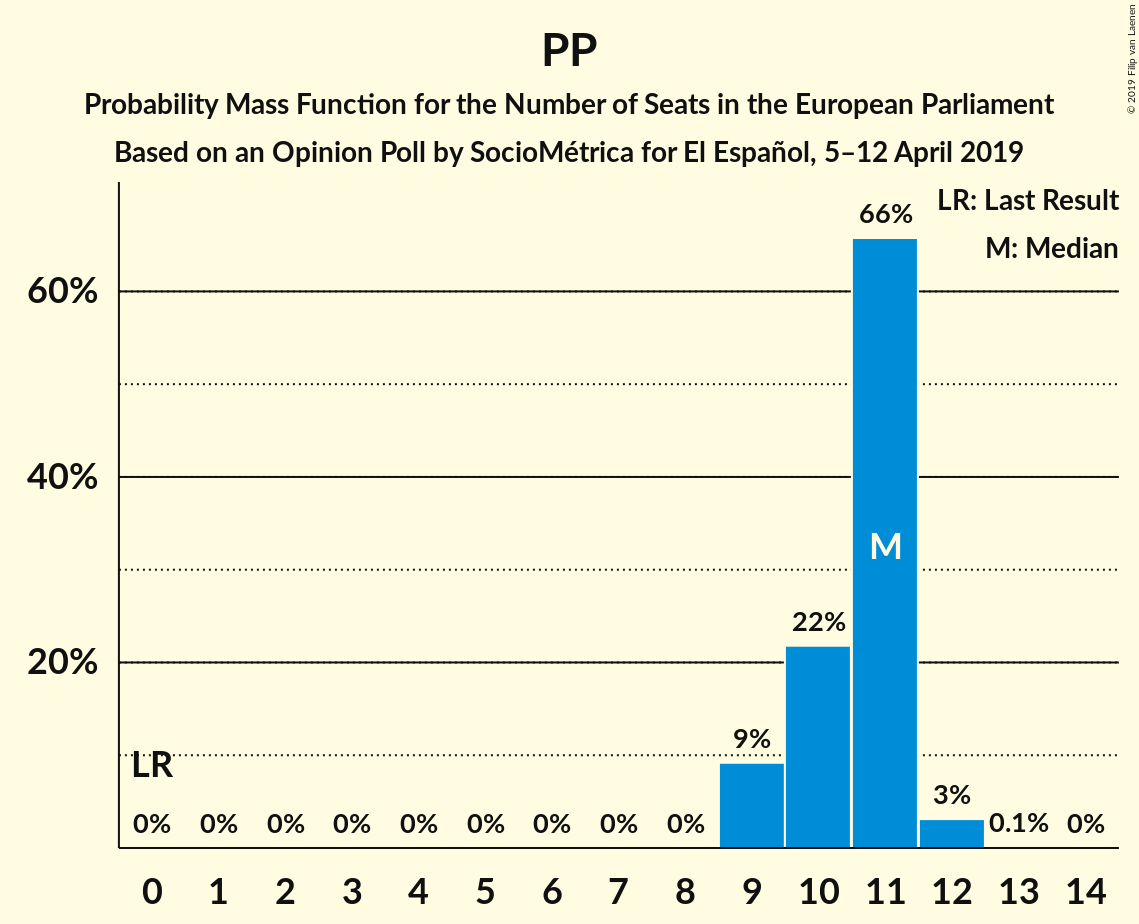 PP
Probability Mass Function for the Number of Seats in the European Parliament
Based on an Opinion Poll by SocioMétrica for El Español, 5–12 April 2019
© 2019 Filip van Laenen
LR: Last Result
M: Median
66%
60%
40%
M
22%
20%
9%
LR
3%
0% 0% 0% 0% 0% 0% 0% 0% 0% 0.1% 0%
0 1 2 3 4 5 6 7 8 9 10 11 12 13 14